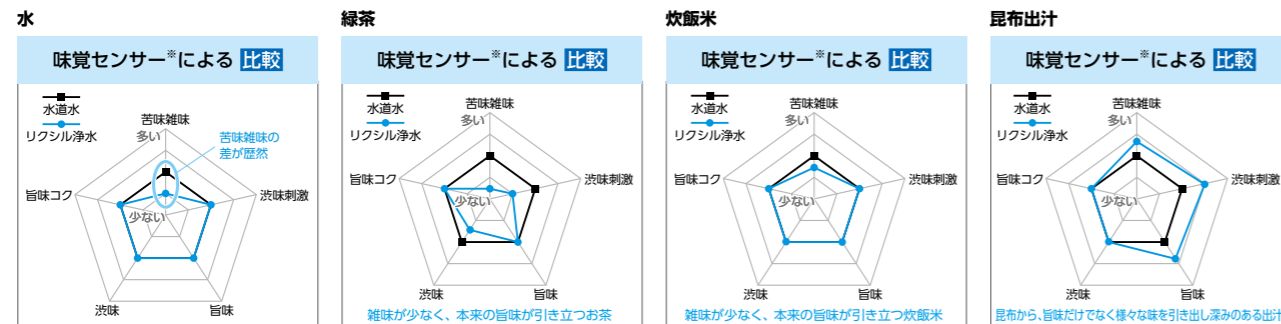 水
味覚センサー※による 比較
水道水
リクシル浄水
苦味雑味
多い
苦味雑味の
差が歴然
旨味コク
渋味刺激
少ない
渋味
旨味
緑茶
味覚センサー※による 比較
水道水
リクシル浄水
苦味雑味
多い
旨味コク
渋味刺激
少ない
渋味
旨味
雑味が少なく、本来の旨味が引き立つお茶
炊飯米
味覚センサー※による 比較
水道水
リクシル浄水
苦味雑味
多い
旨味コク
渋味刺激
少ない
渋味
旨味
雑味が少なく、本来の旨味が引き立つ炊飯米
昆布出汁
味覚センサー※による 比較
水道水
リクシル浄水
苦味雑味
多い
旨味コク
渋味刺激
少ない
渋味
旨味
昆布から、旨味だけでなく様々な味を引き出し深みのある出汁